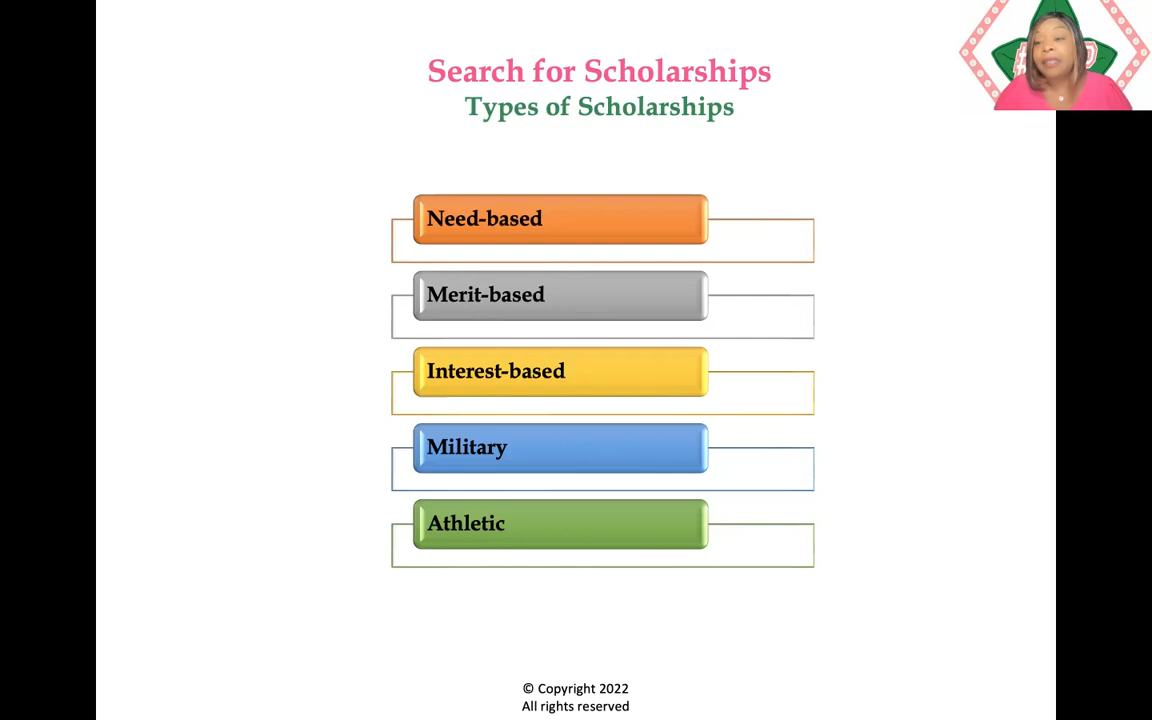 Search for Scholarships
Types of Scholarships
Need-based
Merit-based
Interest-based
Military
Athletic
© Copyright 2022
All rights reserved